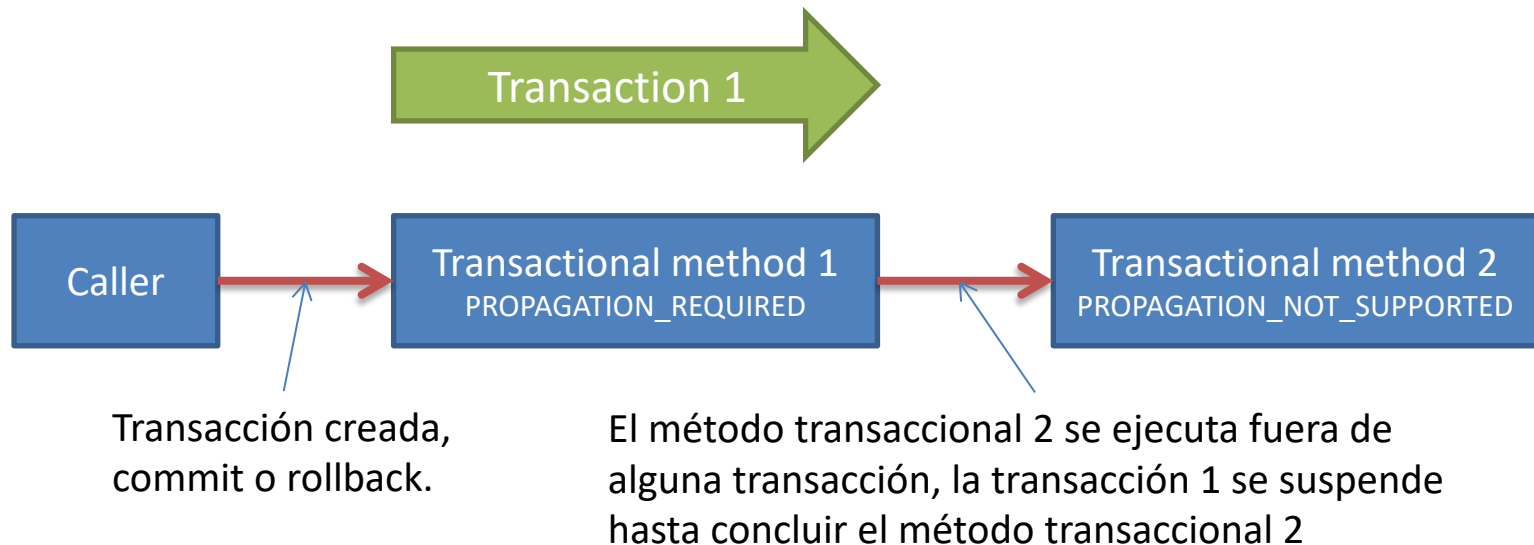 Transaction 1
Caller
Transactional method 1
PROPAGATION_REQUIRED
Transactional method 2
PROPAGATION_NOT_SUPPORTED
Transacción creada,
commit o rollback.
El método transaccional 2 se ejecuta fuera de
alguna transacción, la transacción 1 se suspende
hasta concluir el método transaccional 2